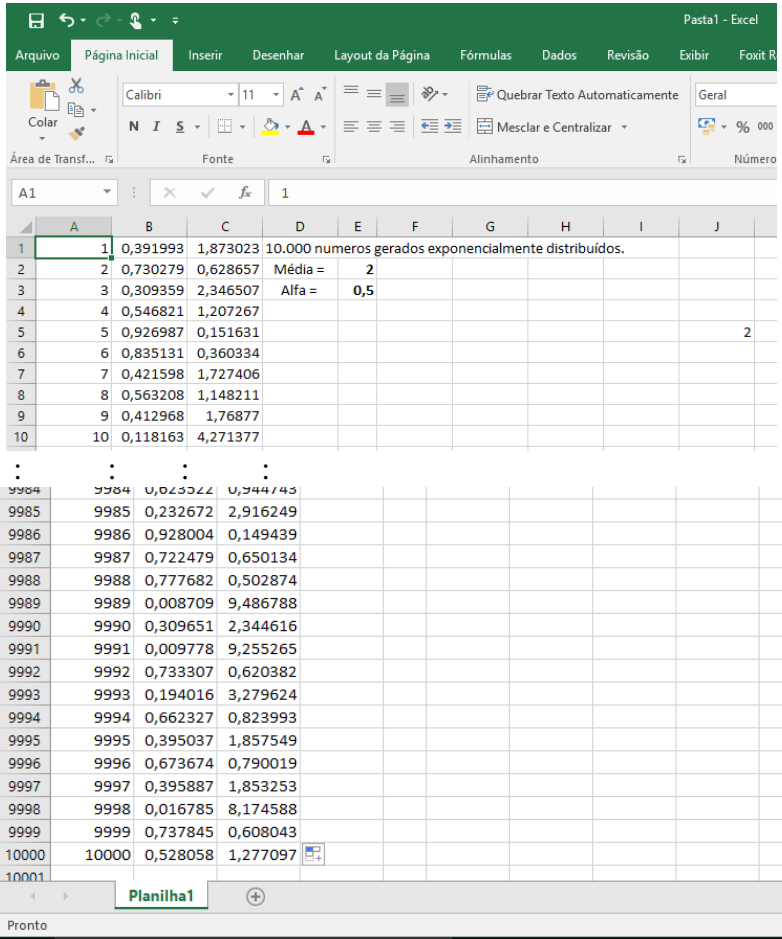 Pasta1 - Excel
Arquivo Página Inicial Inserir Desenhar Layout da Página Fórmulas Dados Revisão Exibir Foxit R
Colar
Calibri 11 A A Quebrar Texto Automaticamente Geral
N I S A Mesclar e Centralizar % 000
Área de Transf... Fonte Alinhamento Número
A1 fx 1
A B C D E F G H I J
1 1 0,391993 1,873023 10.000 numeros gerados exponencialmente distribuídos.
2 2 0,730279 0,628657 Média = 2
3 3 0,309359 2,346507 Alfa = 0,5
4 4 0,546821 1,207267
5 5 0,926987 0,151631 2
6 6 0,835131 0,360334
7 7 0,421598 1,727406
8 8 0,563208 1,148211
9 9 0,412968 1,76877
10 10 0,118163 4,271377
: : : :
9984 9984 0,623522 0,944743
9985 9985 0,232672 2,916249
9986 9986 0,928004 0,149439
9987 9987 0,722479 0,650134
9988 9988 0,777682 0,502874
9989 9989 0,008709 9,486788
9990 9990 0,309651 2,344616
9991 9991 0,009778 9,255265
9992 9992 0,733307 0,620382
9993 9993 0,194016 3,279624
9994 9994 0,662327 0,823993
9995 9995 0,395037 1,857549
9996 9996 0,673674 0,790019
9997 9997 0,395887 1,853253
9998 9998 0,016785 8,174588
9999 9999 0,737845 0,608043
10000 10000 0,528058 1,277097
10001
Planilha1
Pronto